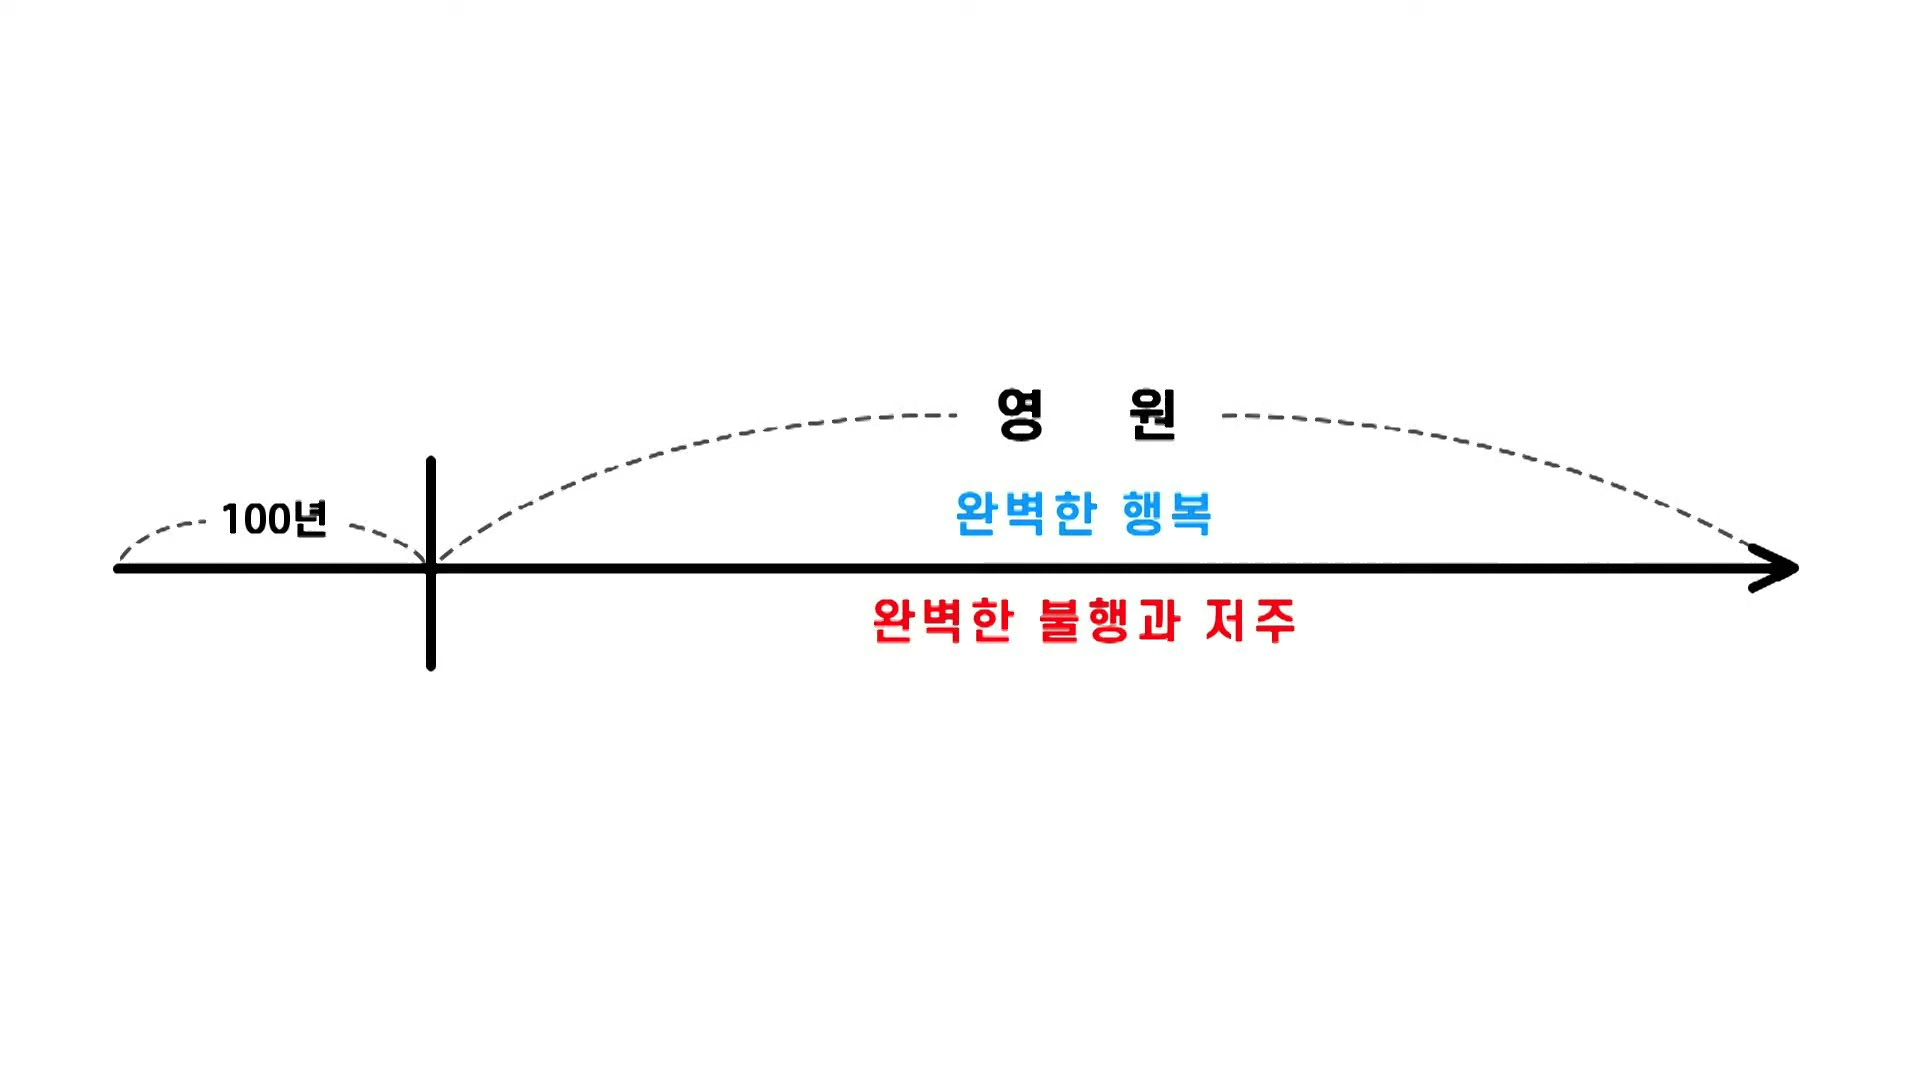 영 원
100년
완벽한 행복
완벽한 불행과 저주